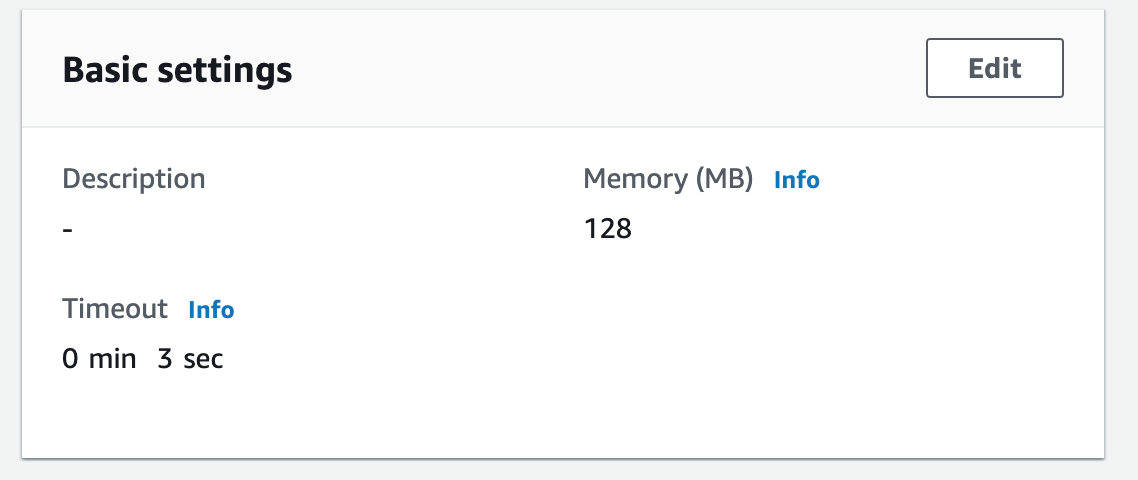 Basic settings
Edit
Description
-
Memory (MB) Info
128
Timeout Info
0 min 3 sec